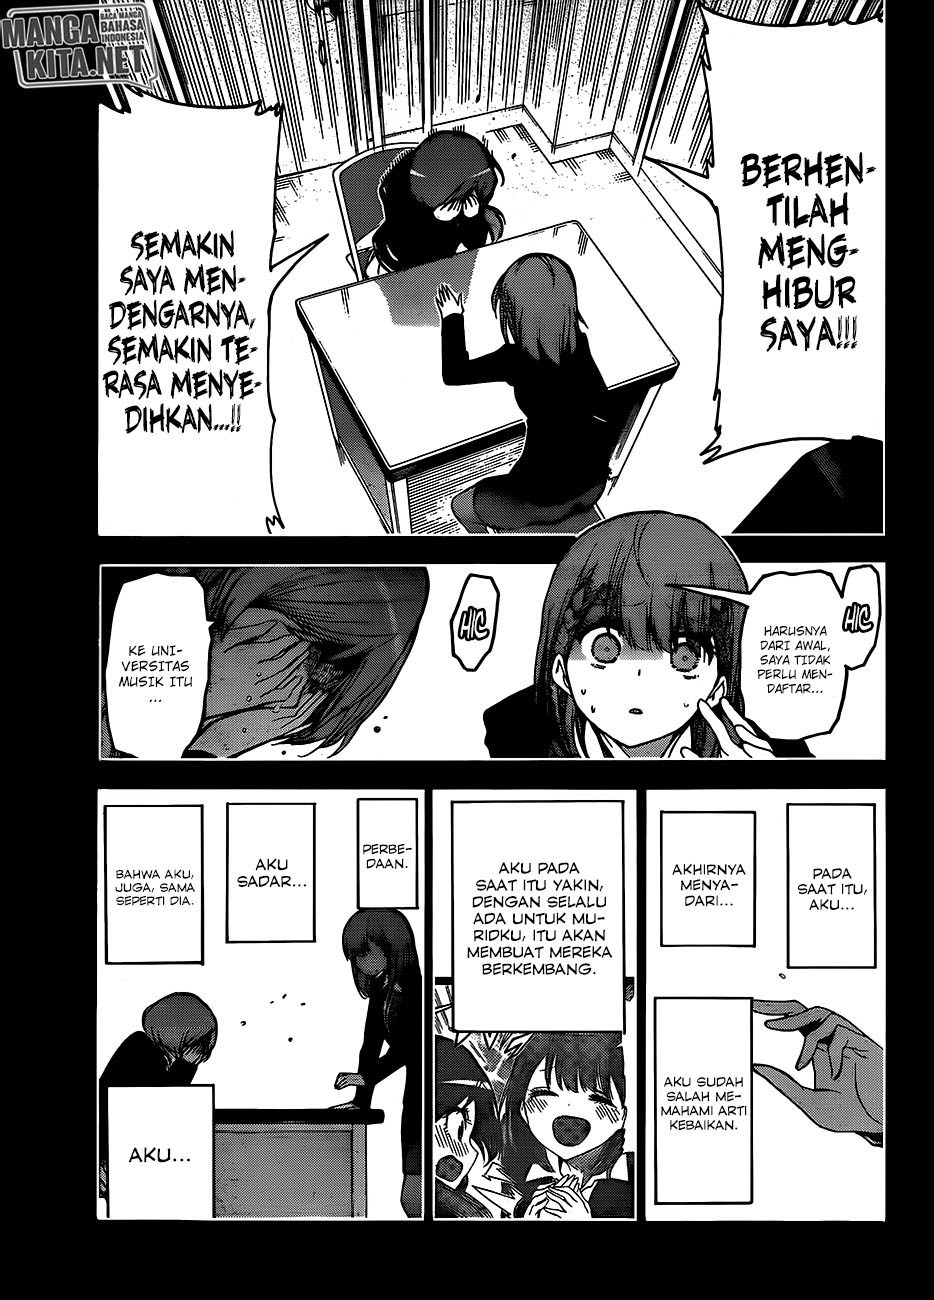 MANGA
BACA MANGA
BAHASA
INDONESIA
KITA.NET
BERHEN-
TILAH
MENG-
HIBUR
SAYA!!!
SEMAKIN
SAYA MEN-
DENGARNYA,
SEMAKIN TE-
RASA MENYE-
DIHKAN...!!
HIC
HARUSNYA
DARI AWAL,
SAYA TIDAK
PERLU MEN-
DAFTAR...
HIC
KE UNI-
VERSITAS
MUSIK ITU
...
PADA
SAAT ITU,
AKU...
AKHIRNYA
MENYA-
DARI...
AKU SUDAH
SALAH ME-
MAHAMI ARTI
KEBAIKAN.
AKU PADA
SAAT ITU YAKIN,
DENGAN SELALU
ADA UNTUK MU-
RIDKU, ITU AKAN
MEMBUAT MEREKA
BERKEMBANG.
PERBE-
DAAN.
AKU
SADAR...
BAHWA AKU,
JUGA, SAMA
SEPERTI DIA.
AKU...